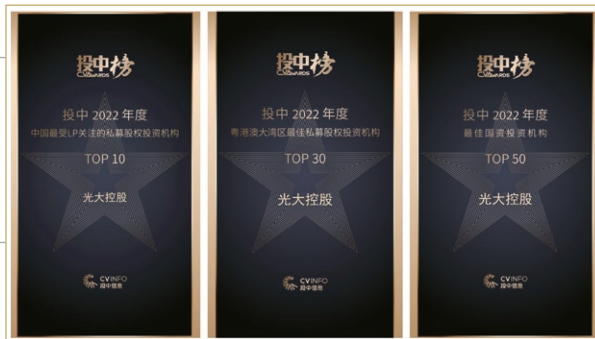 投中榜
CVAWARDS
投中 2022 年度
中国最受LP关注的私募股权投资机构
TOP 10
光大控股
CVINFO
投中信息
投中榜
CVAWARDS
投中 2022 年度
粤港澳大湾区最佳私募股权投资机构
TOP 30
光大控股
CVINFO
投中信息
投中榜
CVAWARDS
投中 2022 年度
最佳国资投资机构
TOP 50
光大控股
CVINFO
投中信息